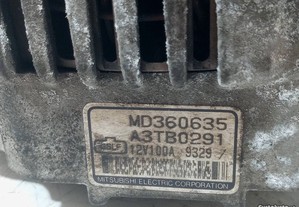 MD360635
A3TB0291
12V100A 9329
MITSUBISHI ELECTRIC CORPORATION